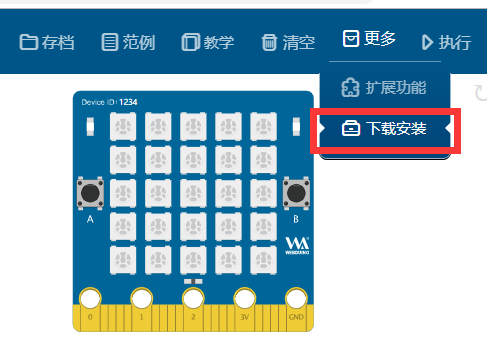 存档 范例 教学 清空 更多 执行
扩展功能
下载安装
Device ID : 1234
A B
WEBDUINO
0 1 2 3V GND